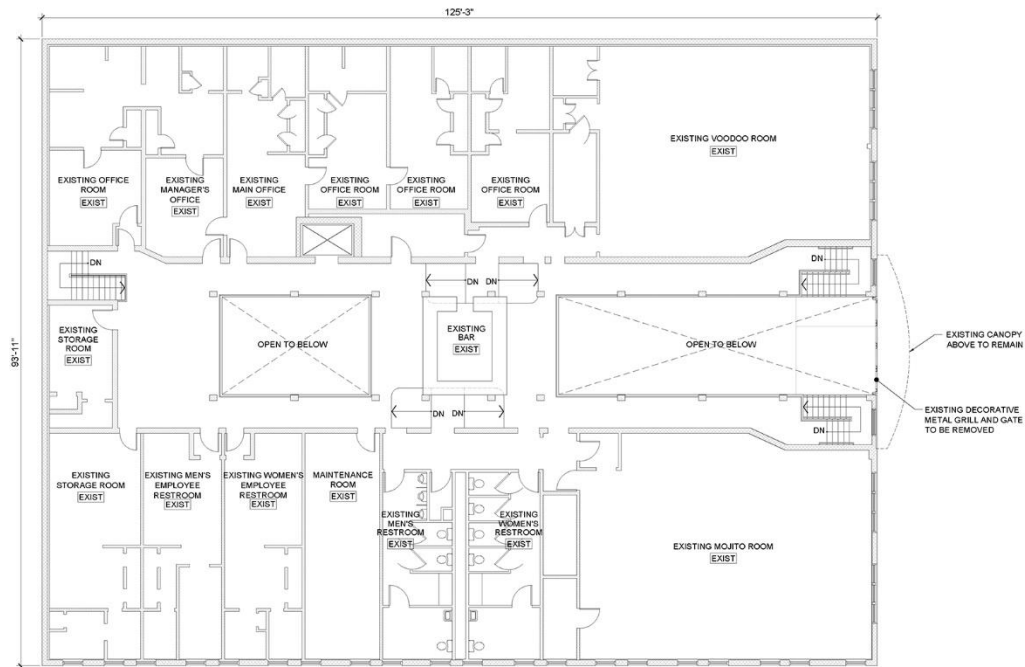 125'-3"
93'-11"
EXISTING VOODOO ROOM
EXIST
EXISTING OFFICE
ROOM
EXIST
EXISTING
MANAGER'S
OFFICE
EXIST
EXISTING
MAIN OFFICE
EXIST
EXISTING
OFFICE ROOM
EXIST
EXISTING
OFFICE ROOM
EXIST
EXISTING
OFFICE ROOM
EXIST
DN
DN
DN
DN
EXISTING
STORAGE
ROOM
EXIST
OPEN TO BELOW
EXISTING
BAR
EXIST
OPEN TO BELOW
EXISTING CANOPY
ABOVE TO REMAIN
EXISTING DECORATIVE
METAL GRILL AND GATE
TO BE REMOVED
DN
DN
DN
EXISTING
STORAGE ROOM
EXIST
EXISTING MEN'S
EMPLOYEE
RESTROOM
EXIST
EXISTING WOMEN'S
EMPLOYEE
RESTROOM
EXIST
MAINTENANCE
ROOM
EXIST
EXISTING
MEN'S
RESTROOM
EXIST
EXISTING
WOMEN'S
RESTROOM
EXIST
EXISTING MOJITO ROOM
EXIST